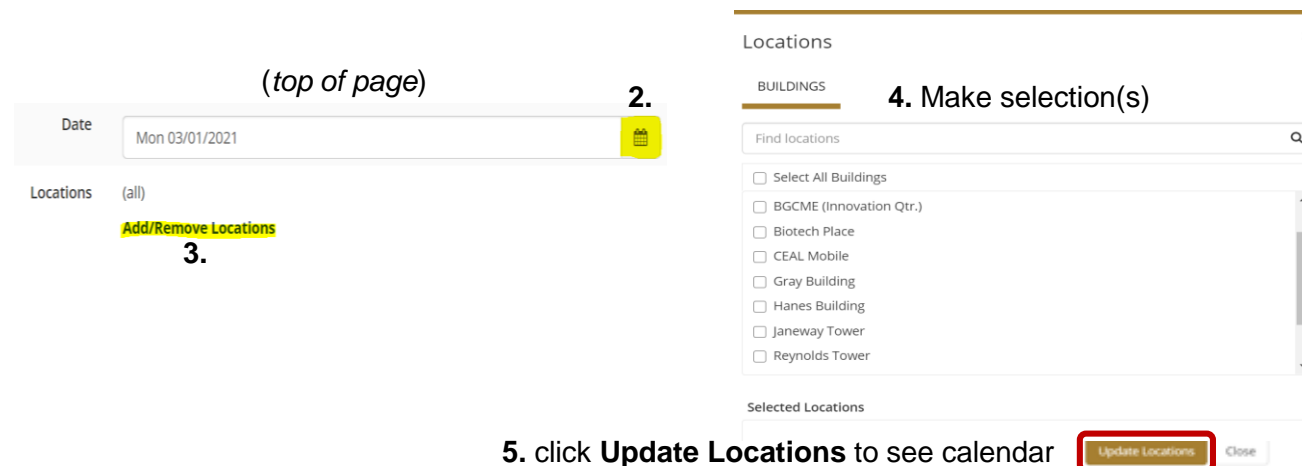 (top of page)
2.
Date
Mon 03/01/2021
Locations
(all)
Add/Remove Locations
3.
Locations
BUILDINGS
4. Make selection(s)
Find locations
Select All Buildings
BGCME (Innovation Qtr.)
Biotech Place
CEAL Mobile
Gray Building
Hanes Building
Janeway Tower
Reynolds Tower
Selected Locations
5. click Update Locations to see calendar
Update Locations
Close